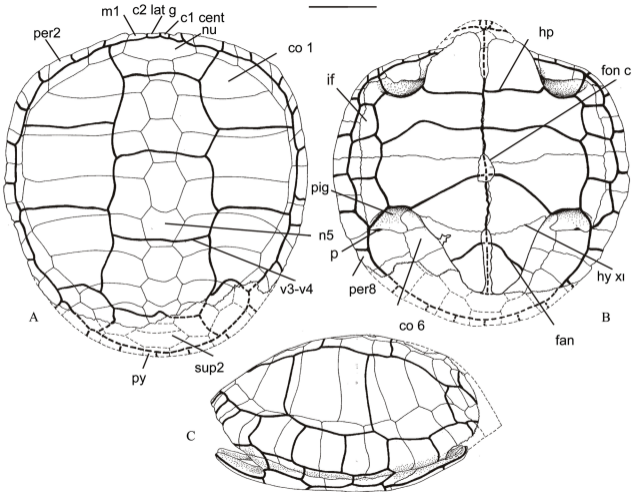 m1
c2 lat g
c1 cent
nu
per2
co 1
hp
fon c
if
pig
n5
p
v3-v4
per8
hy xı
A
B
co 6
fan
py
sup2
C